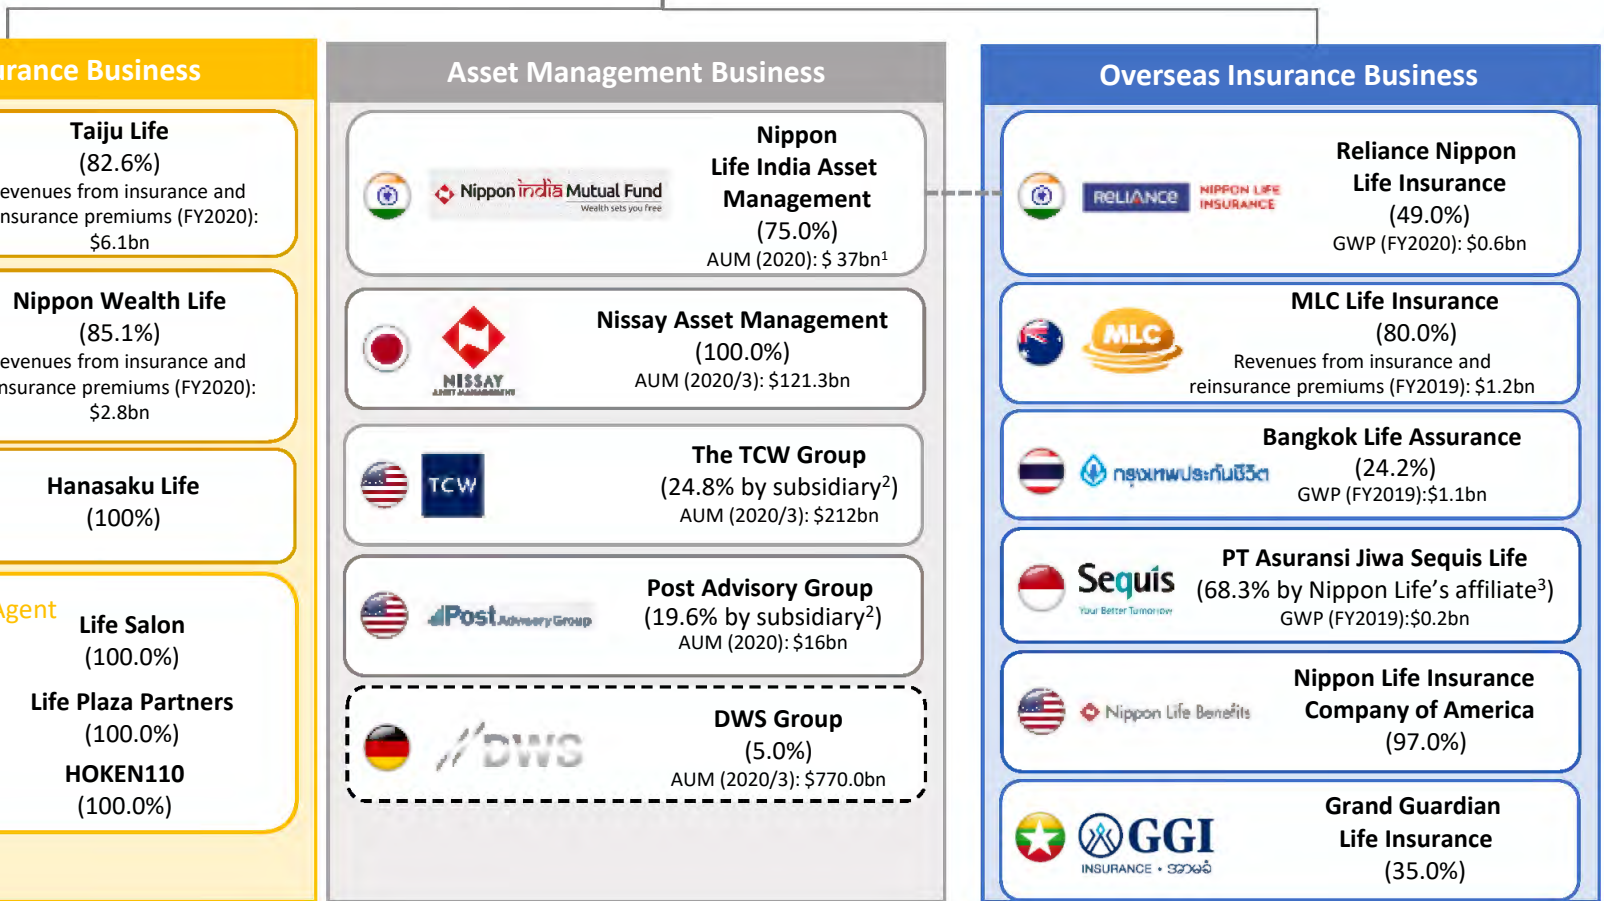 urance Business
Taiju Life
(82.6%)
evenues from insurance and
nsurance premiums (FY2020):
$6.1bn
Nippon Wealth Life
(85.1%)
evenues from insurance and
nsurance premiums (FY2020):
$2.8bn
Hanasaku Life
(100%)
Agent
Life Salon
(100.0%)
Life Plaza Partners
(100.0%)
HOKEN110
(100.0%)
Asset Management Business
Nippon india Mutual Fund
Wealth sets you free
Nippon
Life India Asset
Management
(75.0%)
AUM (2020): $ 37bn1
NISSAY
ASSET MANAGEMENT
Nissay Asset Management
(100.0%)
AUM (2020/3): $121.3bn
TCW
The TCW Group
(24.8% by subsidiary2)
AUM (2020/3): $212bn
Post Advisory Group
Post Advisory Group
(19.6% by subsidiary2)
AUM (2020): $16bn
DWS
DWS Group
(5.0%)
AUM (2020/3): $770.0bn
Overseas Insurance Business
RELIANCE NIPPON LIFE
INSURANCE
Reliance Nippon
Life Insurance
(49.0%)
GWP (FY2020): $0.6bn
MLC
MLC Life Insurance
(80.0%)
Revenues from insurance and
reinsurance premiums (FY2019): $1.2bn
กรุงเทพประกันชีวิต
Bangkok Life Assurance
(24.2%)
GWP (FY2019):$1.1bn
Sequis
Your Better Tomorrow
PT Asuransi Jiwa Sequis Life
(68.3% by Nippon Life’s affiliate3)
GWP (FY2019):$0.2bn
Nippon Life Benefits
Nippon Life Insurance
Company of America
(97.0%)
GGI
INSURANCE • အာမခံ
Grand Guardian
Life Insurance
(35.0%)